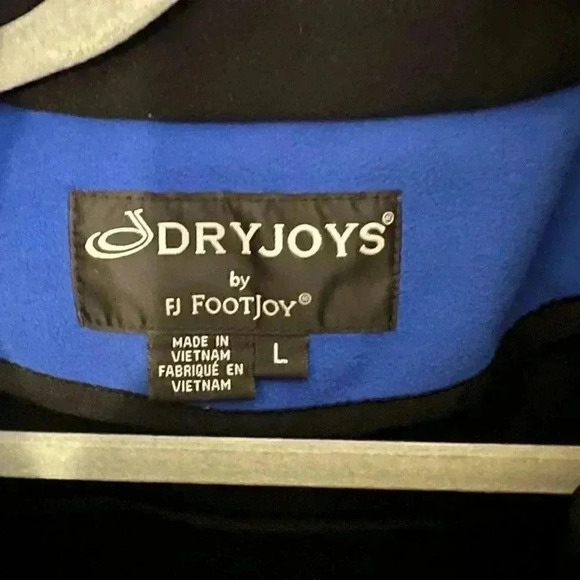 DRYJOYS®
by
FJ FOOTJOY®
MADE IN
VIETNAM
FABRIQUÉ EN
VIETNAM
L